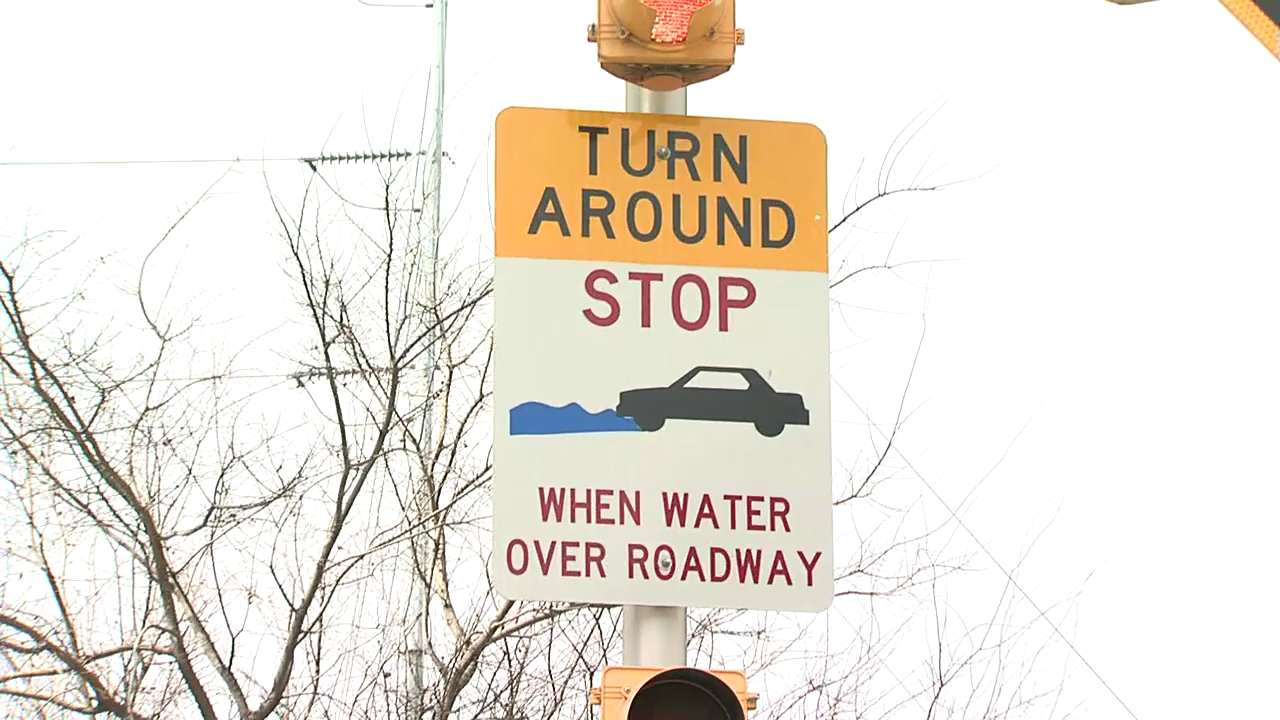 TURN
AROUND
STOP
WHEN WATER
OVER ROADWAY